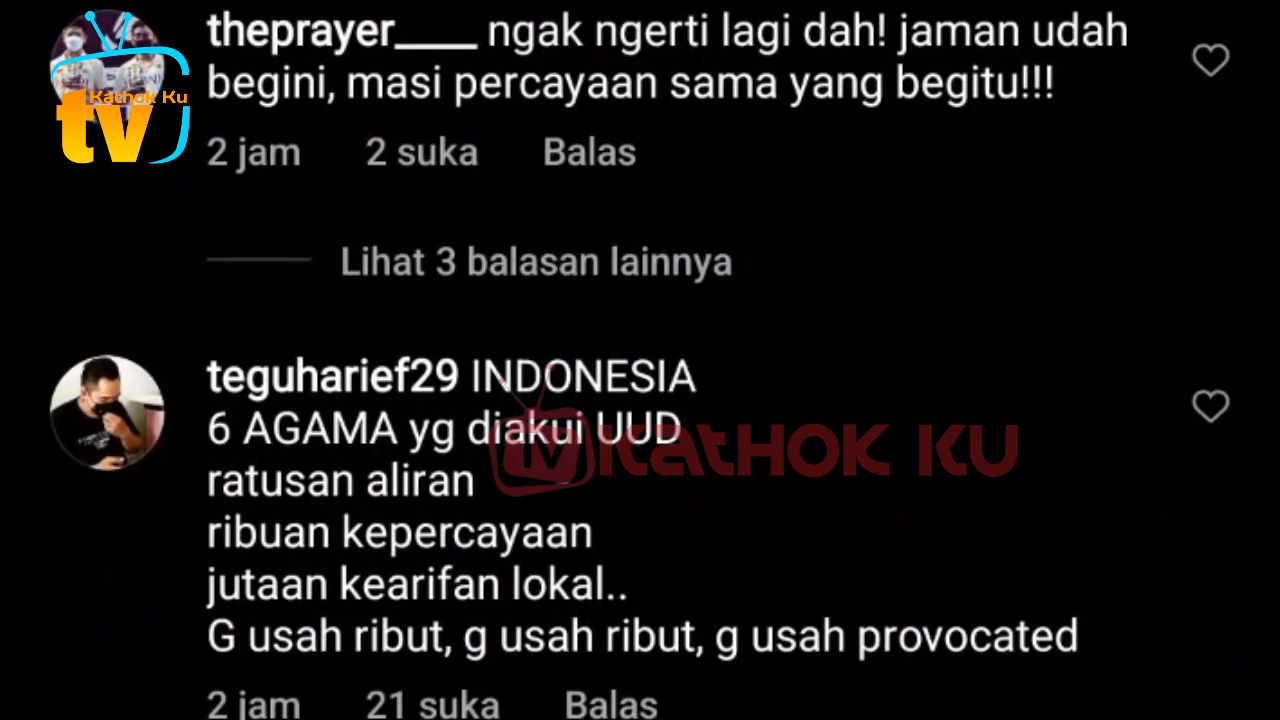 theprayer____ ngak ngerti lagi dah! jaman udah
begini, masi percayaan sama yang begitu!!!
Kathok Ku
tv
2 jam 2 suka Balas
Lihat 3 balasan lainnya
teguharief29 INDONESIA
6 AGAMA yg diakui UUD
tv KATHOK KU
ratusan aliran
ribuan kepercayaan
jutaan kearifan lokal..
G usah ribut, g usah ribut, g usah provocated
2 jam 21 suka Balas